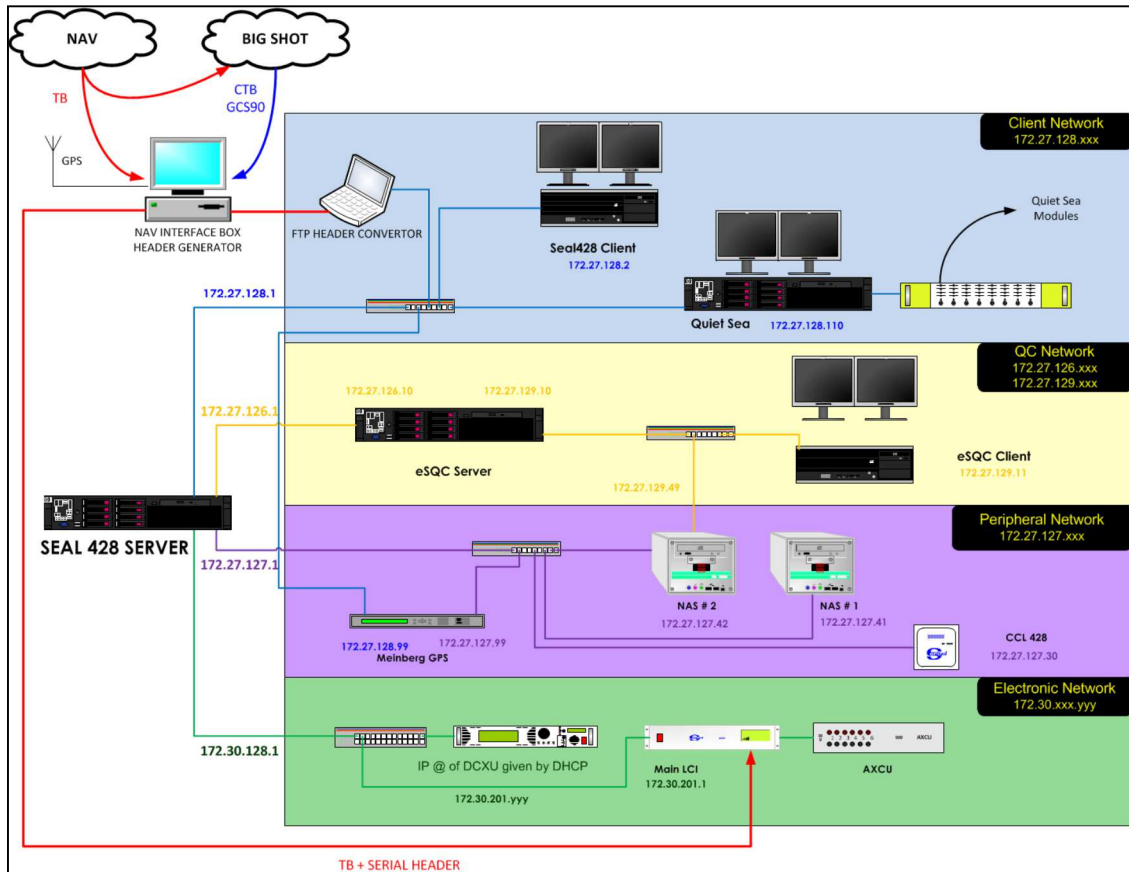 NAV
BIG SHOT
TB
CTB
GCS90
GPS
NAV INTERFACE BOX
HEADER GENERATOR
FTP HEADER CONVERTOR
Client Network
172.27.128.xxx
Seal428 Client
172.27.128.2
Quiet Sea
Modules
172.27.128.1
Quiet Sea
172.27.128.110
QC Network
172.27.126.xxx
172.27.129.xxx
172.27.126.1
172.27.126.10
172.27.129.10
eSQC Server
172.27.129.49
eSQC Client
172.27.129.11
SEAL 428 SERVER
Peripheral Network
172.27.127.xxx
172.27.127.1
NAS # 2
172.27.127.42
NAS # 1
172.27.127.41
172.27.128.99
172.27.127.99
Meinberg GPS
CCL 428
172.27.127.30
Electronic Network
172.30.xxx.yyy
172.30.128.1
IP @ of DCXU given by DHCP
172.30.201.yyy
Main LCI
172.30.201.1
1 2 3 4 5 6
AXCU
AXCU
TB + SERIAL HEADER